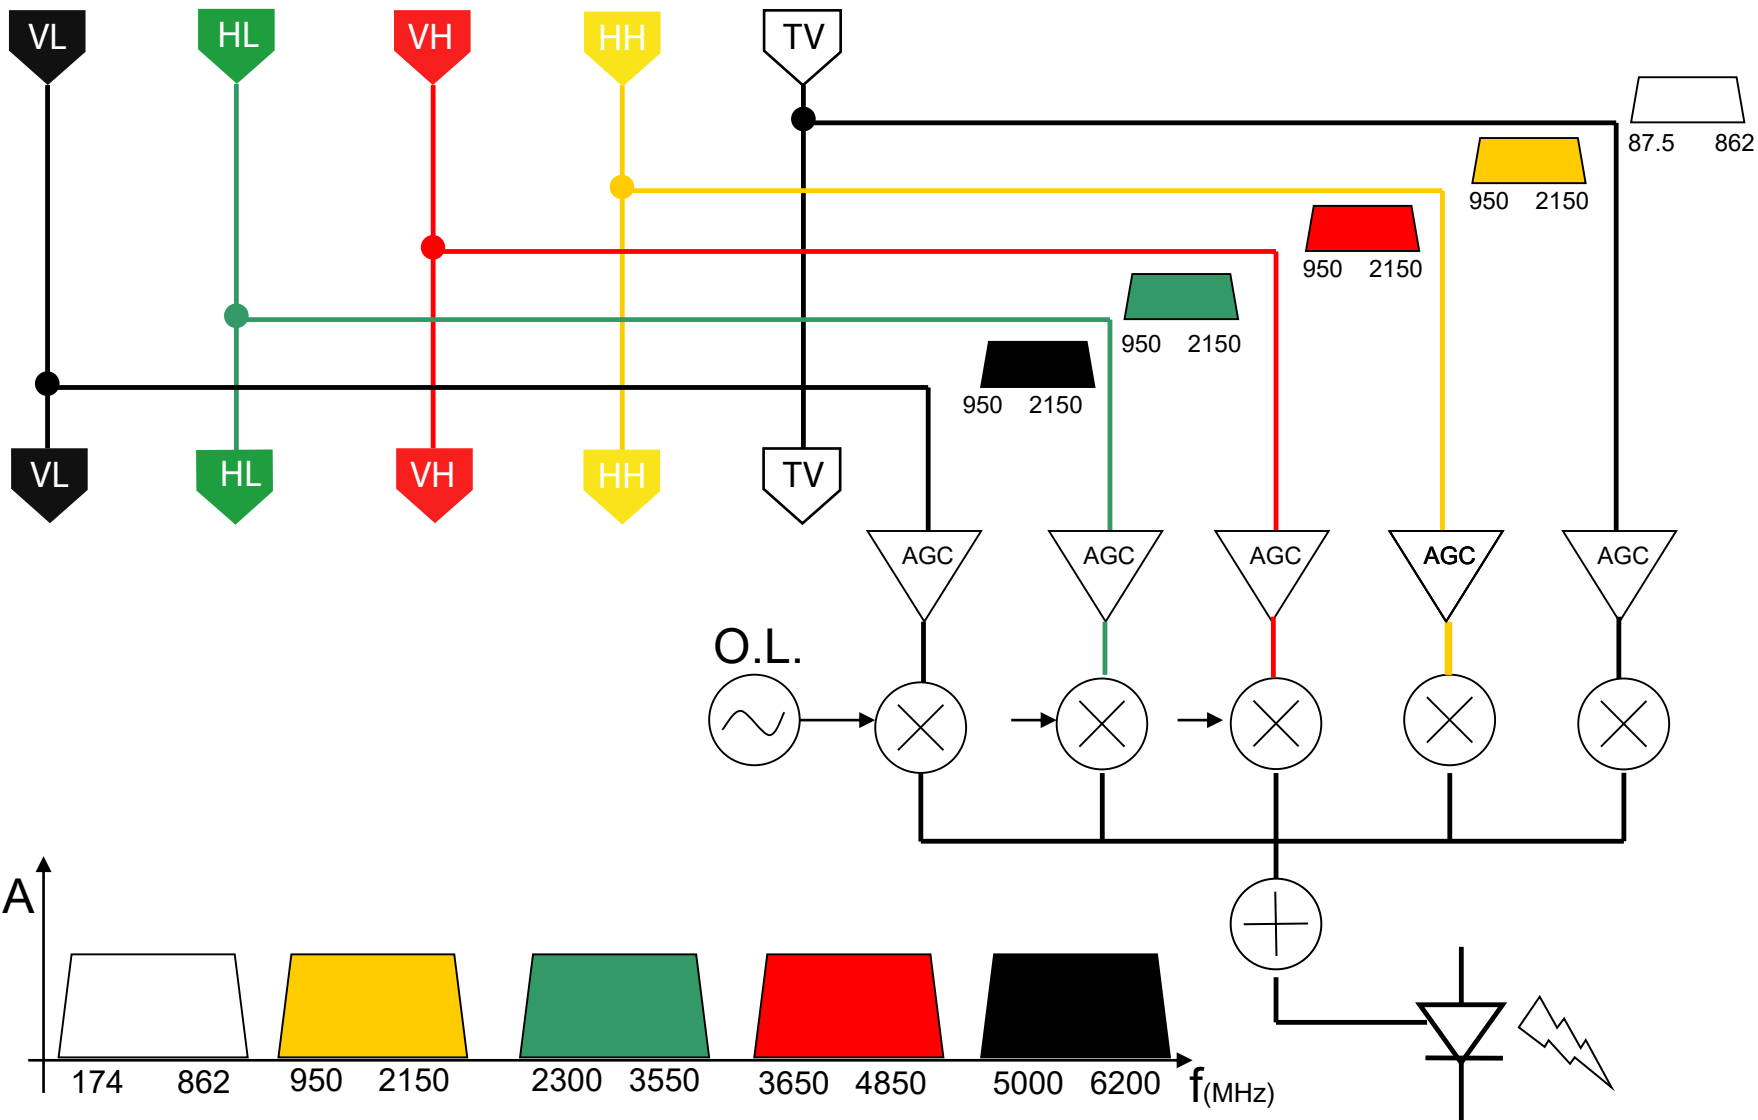 VL HL VH HH TV
87.5 862
950 2150
950 2150
950 2150
950 2150
VL HL VH HH TV
AGC AGC AGC AGC AGC
O.L.
A
174 862 950 2150 2300 3550 3650 4850 5000 6200 f(MHz)